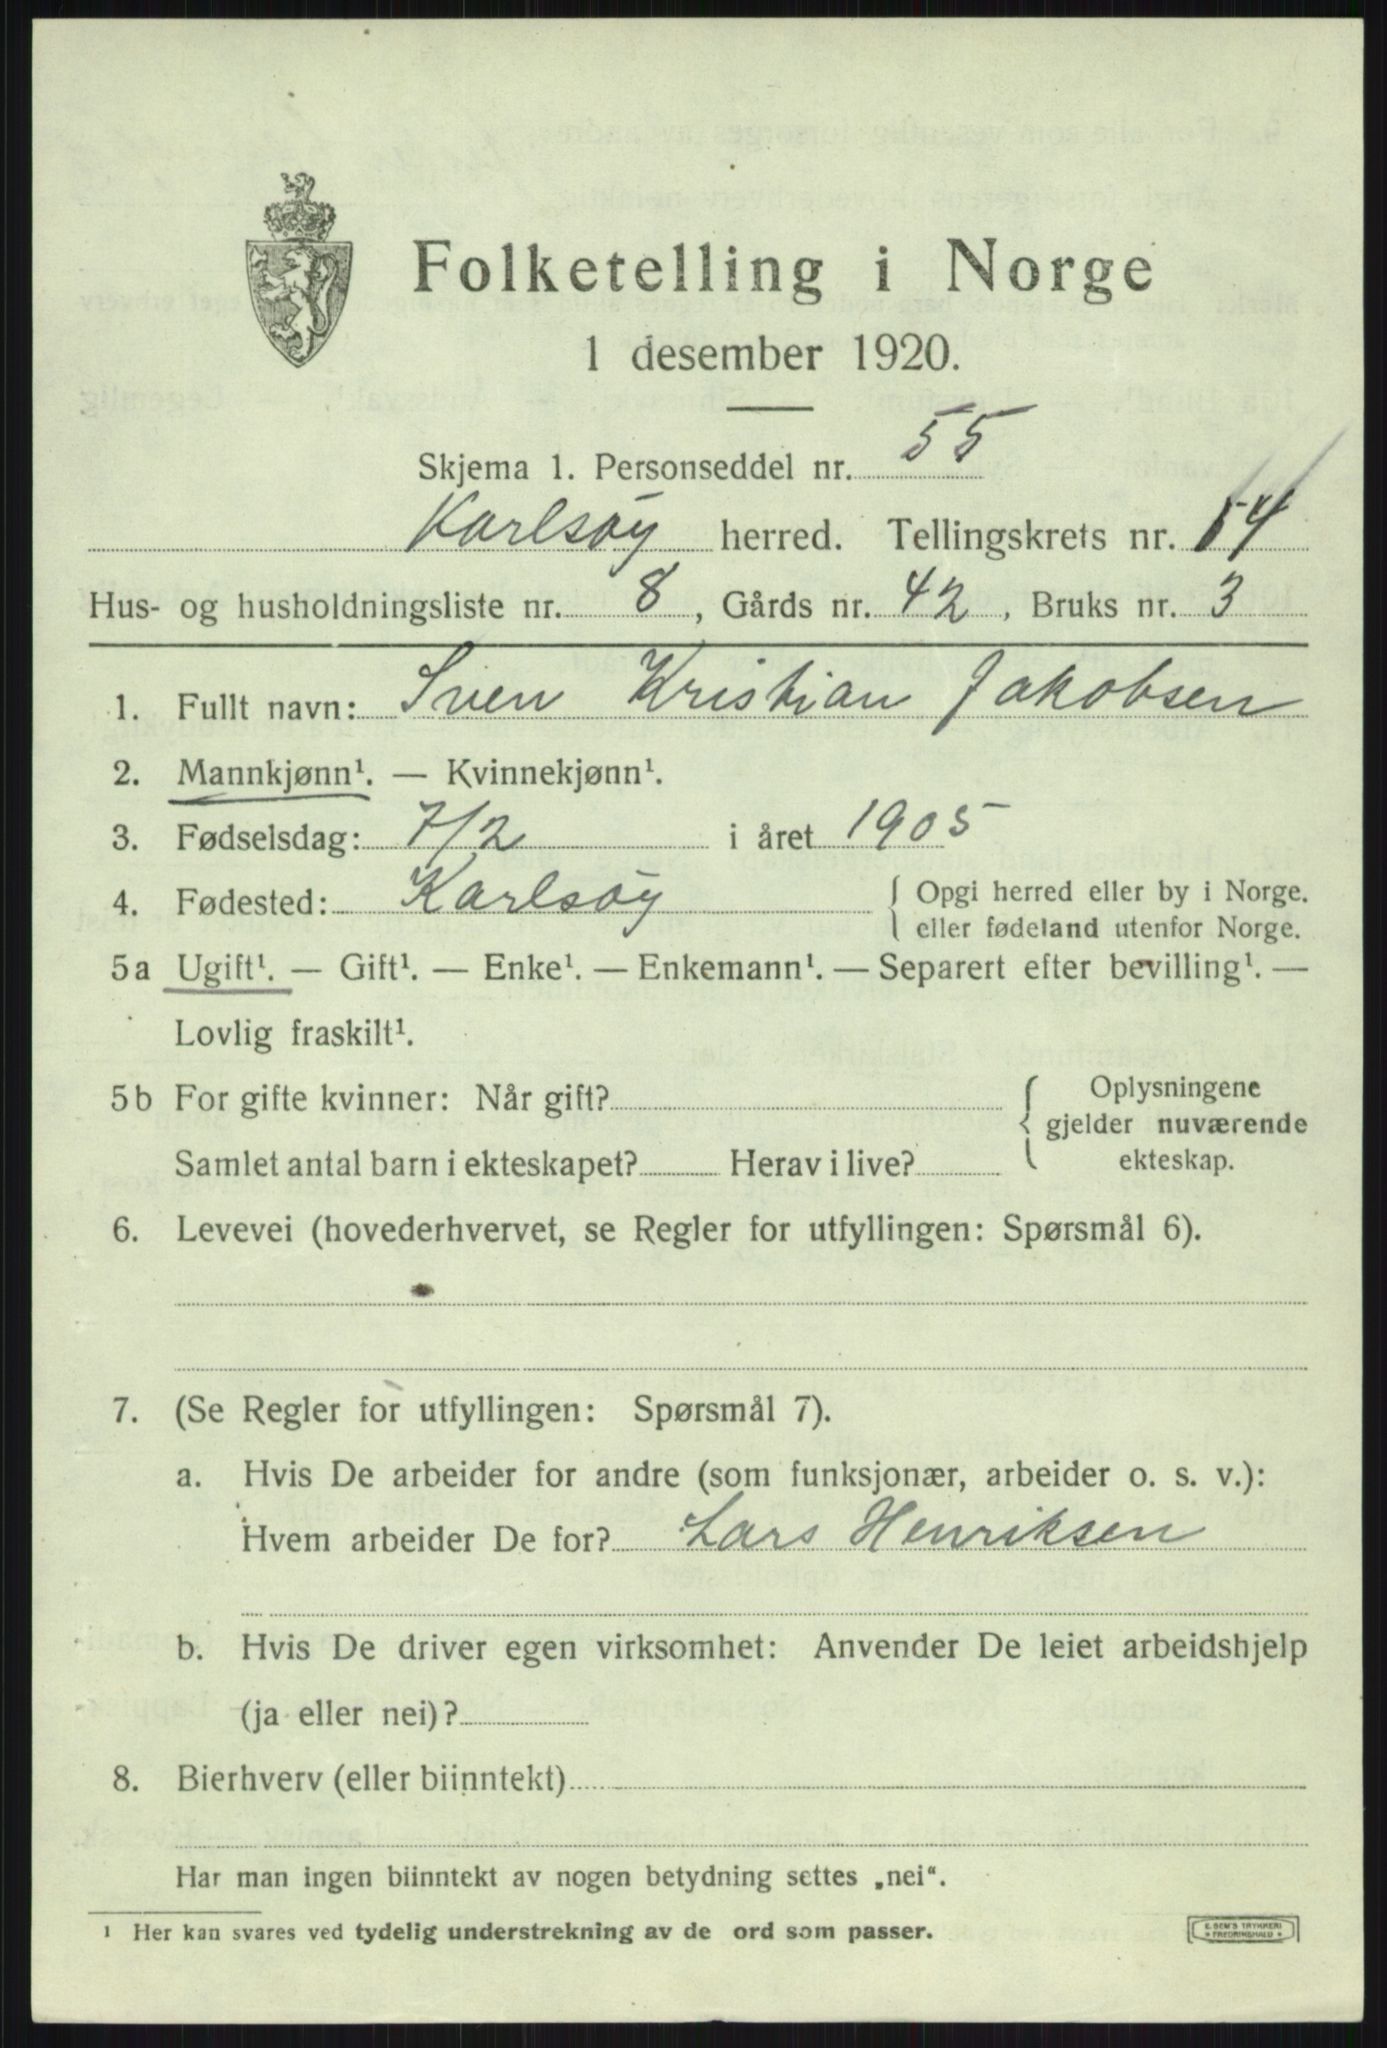 Folketelling i Norge
1 desember 1920.
Skjema 1. Personseddel nr. 55
Karlsøy herred. Tellingskrets nr. 14
Hus- og husholdningsliste nr. 8, Gårds nr. 42, Bruks nr. 3
1. Fullt navn: Sven Kristian Jakobsen
2. Mannkjønn¹. — Kvinnekjønn¹.
3. Fødselsdag: 7/2 i året 1905
4. Fødested: Karlsøy { Opgi herred eller by i Norge.
eller fødeland utenfor Norge.
5a Ugift¹. — Gift¹. — Enke¹. — Enkemann¹. — Separert efter bevilling¹. —
Lovlig fraskilt¹.
5b For gifte kvinner: Når gift? { Oplysningene
gjelder nuværende
Samlet antal barn i ekteskapet? Herav i live? ekteskap.
6. Levevei (hovederhvervet, se Regler for utfyllingen: Spørsmål 6).
7. (Se Regler for utfyllingen: Spørsmål 7).
a. Hvis De arbeider for andre (som funksjonær, arbeider o. s. v.):
Hvem arbeider De for? Lars Henriksen
b. Hvis De driver egen virksomhet: Anvender De leiet arbeidshjelp
(ja eller nei)?
8. Bierhverv (eller biinntekt)
Har man ingen biinntekt av nogen betydning settes „nei“.
¹ Her kan svares ved tydelig understrekning av de ord som passer.
E. SEM'S TRYKKERI
* FREDRIKSHALD *